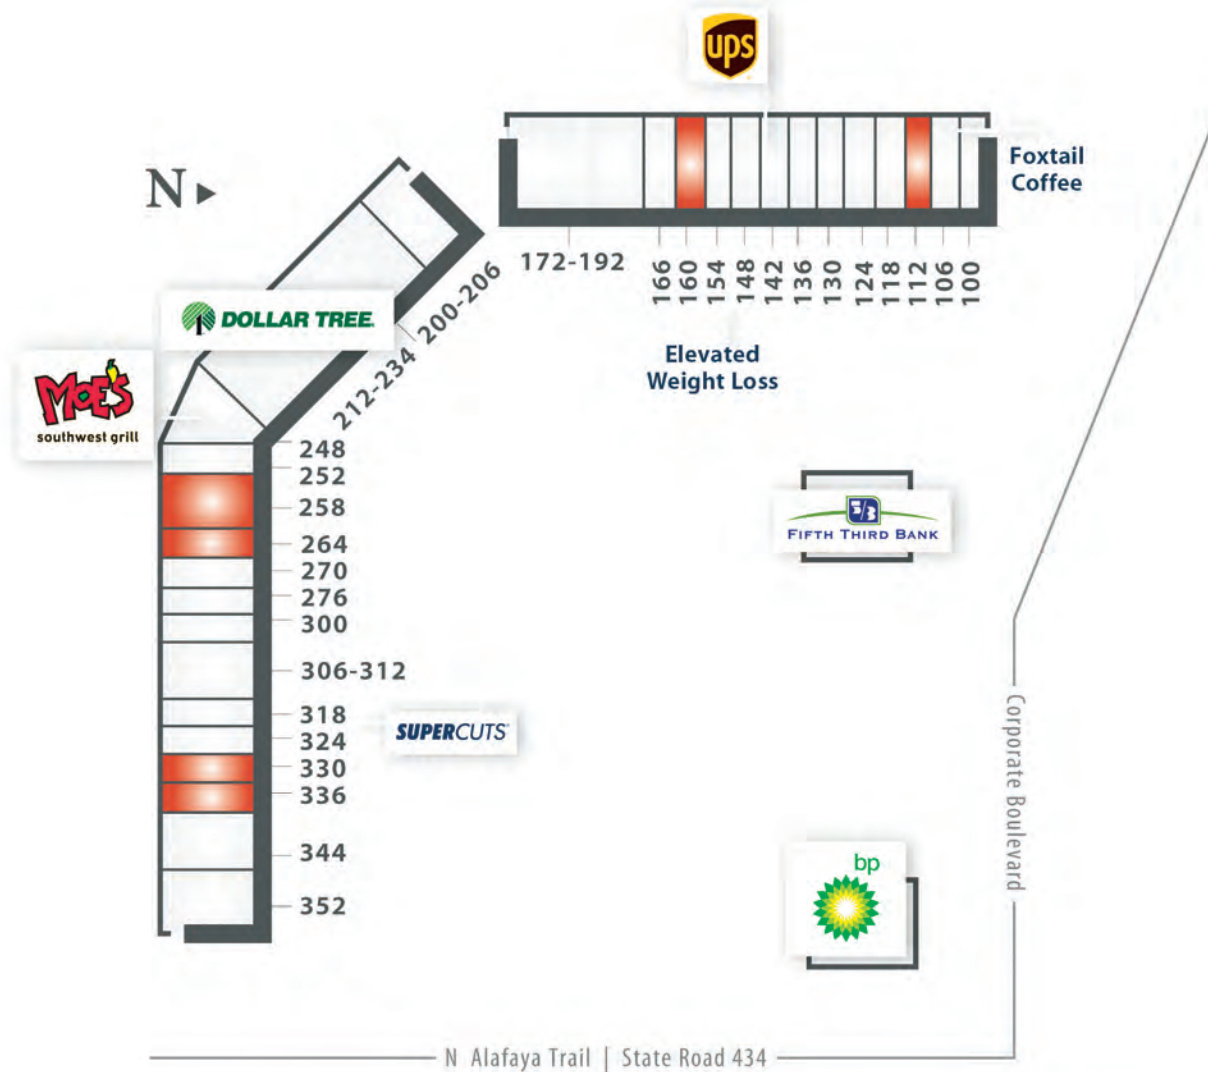 ups
Foxtail
Coffee
N
172-192
166
160
154
148
142
136
130
124
118
112
106
100
200-206
DOLLAR TREE
212-234
Elevated
Weight Loss
MOE'S
southwest grill
248
252
258
264
270
276
300
306-312
318
324
330
336
344
352
FIFTH THIRD BANK
SUPERCUTS
bp
Corporate Boulevard
N Alafaya Trail | State Road 434